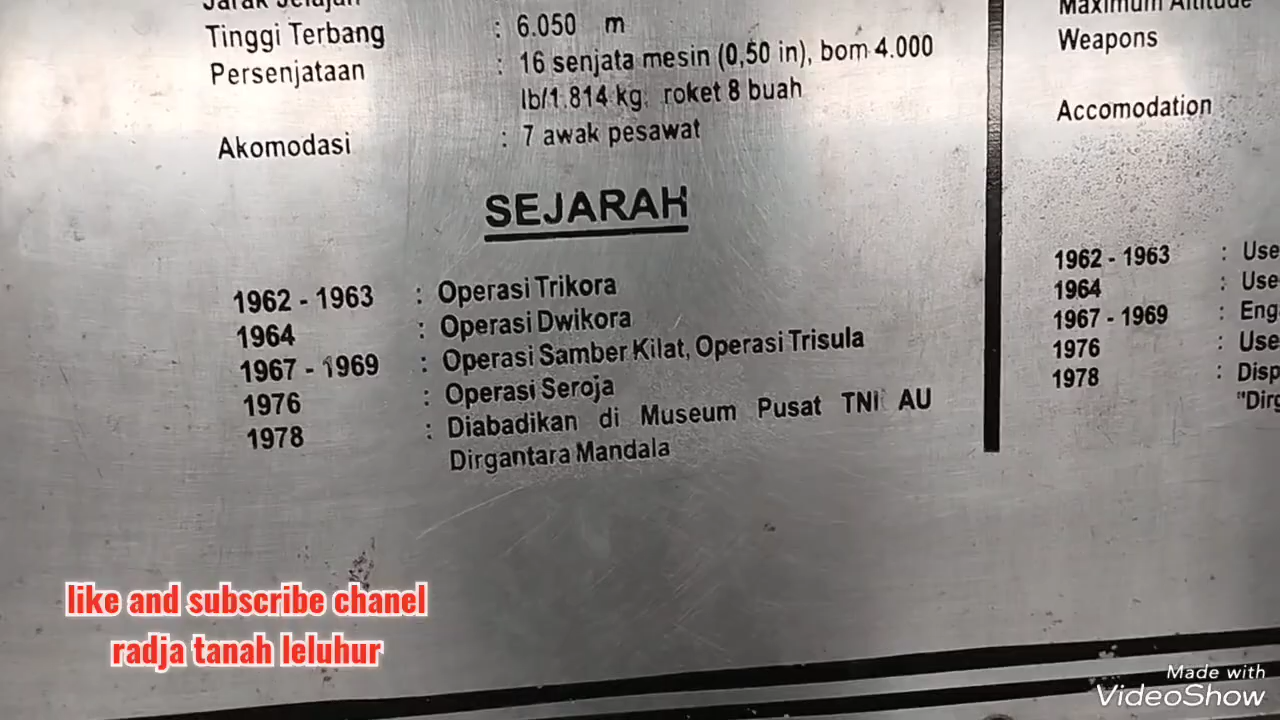 Jarak Jelajah
Tinggi Terbang : 6.050 m
Persenjataan : 16 senjata mesin (0,50 in), bom 4.000
lb/1.814 kg, roket 8 buah
Akomodasi : 7 awak pesawat
SEJARAH
1962 - 1963 : Operasi Trikora
1964 : Operasi Dwikora
1967 - 1969 : Operasi Samber Kilat, Operasi Trisula
1976 : Operasi Seroja
1978 : Diabadikan di Museum Pusat TNI AU
Dirgantara Mandala
Maximum Altitude
Weapons
Accomodation
1962 - 1963 : Use
1964 : Use
1967 - 1969 : Eng
1976 : Use
1978 : Disp
"Dirg
like and subscribe chanel
radja tanah leluhur
Made with
VideoShow